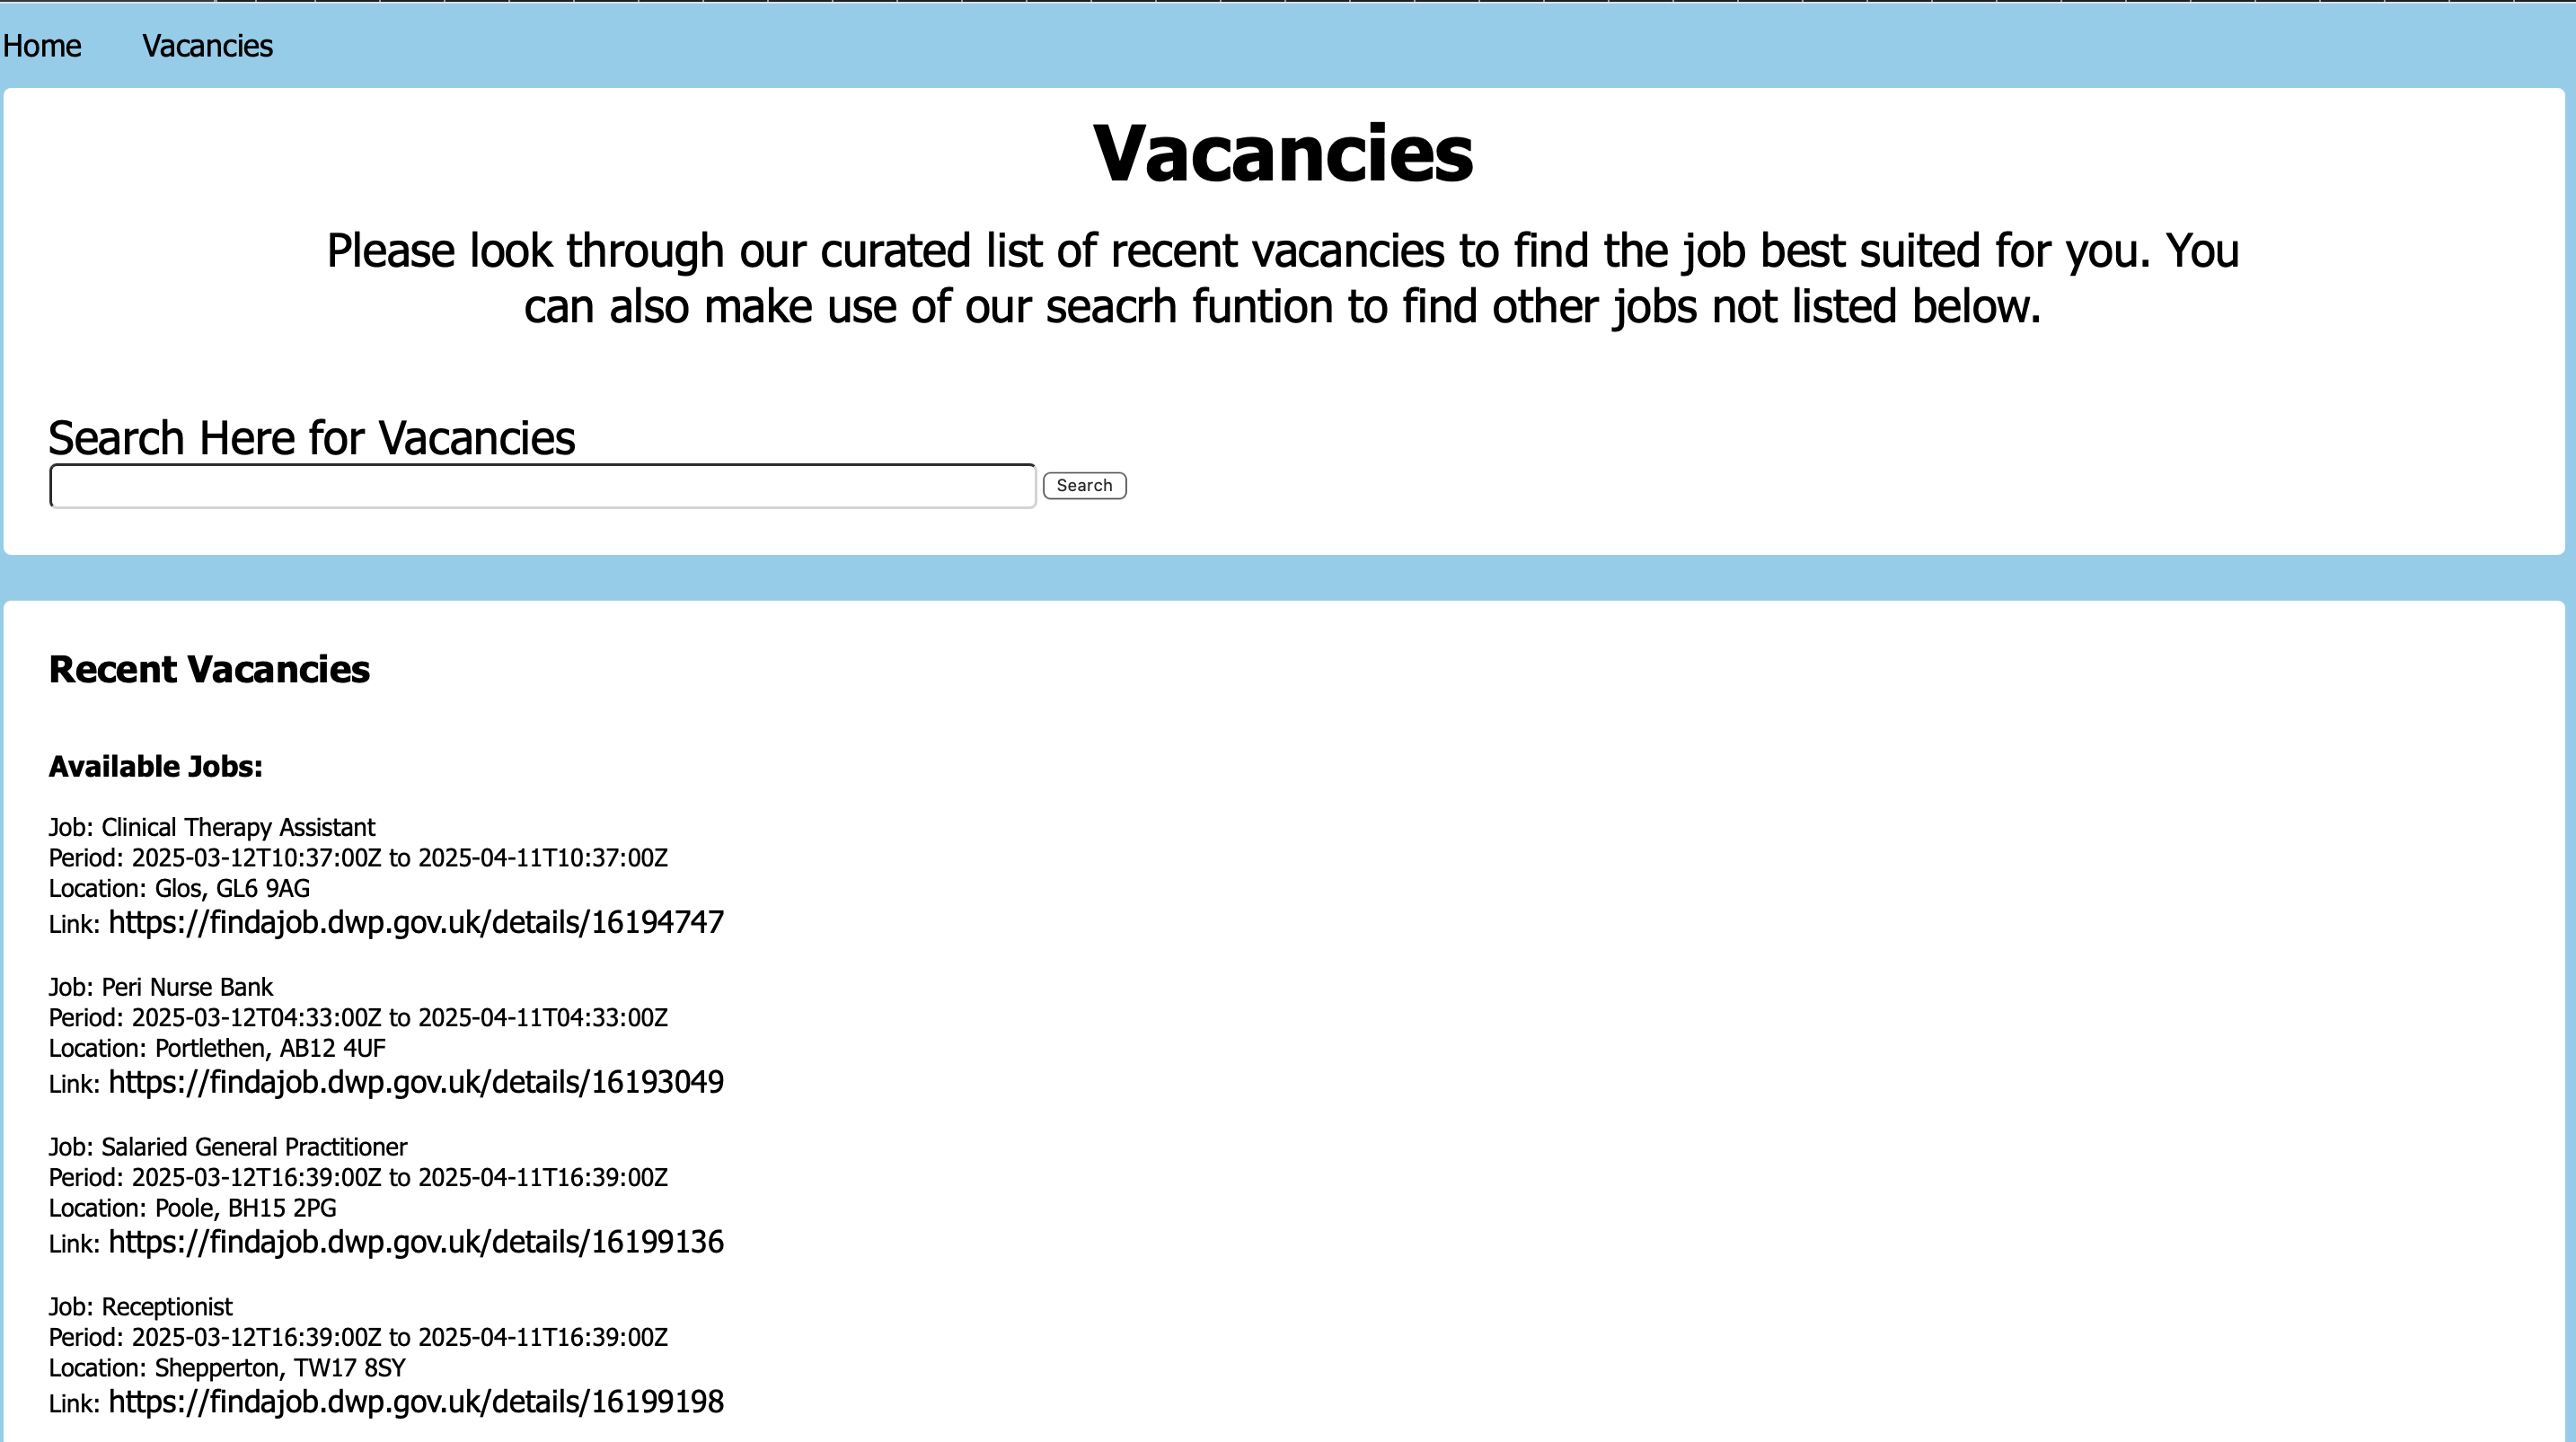 Home Vacancies
Vacancies
Please look through our curated list of recent vacancies to find the job best suited for you. You
can also make use of our seacrh funtion to find other jobs not listed below.
Search Here for Vacancies
Search
Recent Vacancies
Available Jobs:
Job: Clinical Therapy Assistant
Period: 2025-03-12T10:37:00Z to 2025-04-11T10:37:00Z
Location: Glos, GL6 9AG
Link: https://findajob.dwp.gov.uk/details/16194747
Job: Peri Nurse Bank
Period: 2025-03-12T04:33:00Z to 2025-04-11T04:33:00Z
Location: Portlethen, AB12 4UF
Link: https://findajob.dwp.gov.uk/details/16193049
Job: Salaried General Practitioner
Period: 2025-03-12T16:39:00Z to 2025-04-11T16:39:00Z
Location: Poole, BH15 2PG
Link: https://findajob.dwp.gov.uk/details/16199136
Job: Receptionist
Period: 2025-03-12T16:39:00Z to 2025-04-11T16:39:00Z
Location: Shepperton, TW17 8SY
Link: https://findajob.dwp.gov.uk/details/16199198